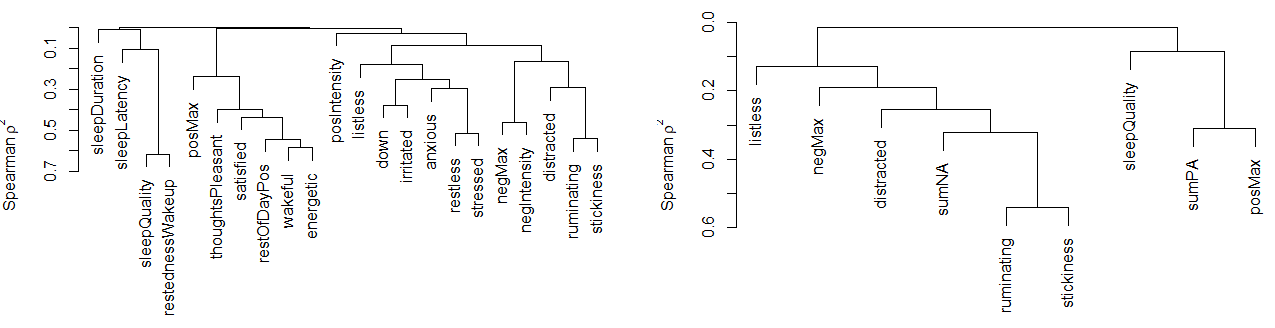 Spearman ρ²
0.1
0.3
0.5
0.7
sleepDuration
sleepLatency
sleepQuality
restednessWakeup
posMax
thoughtsPleasant
satisfied
restOfDayPos
wakeful
energetic
posIntensity
listless
down
irritated
anxious
restless
stressed
negMax
negIntensity
distracted
ruminating
stickiness
Spearman ρ²
0.0
0.2
0.4
0.6
listless
negMax
distracted
sumNA
ruminating
stickiness
sleepQuality
sumPA
posMax